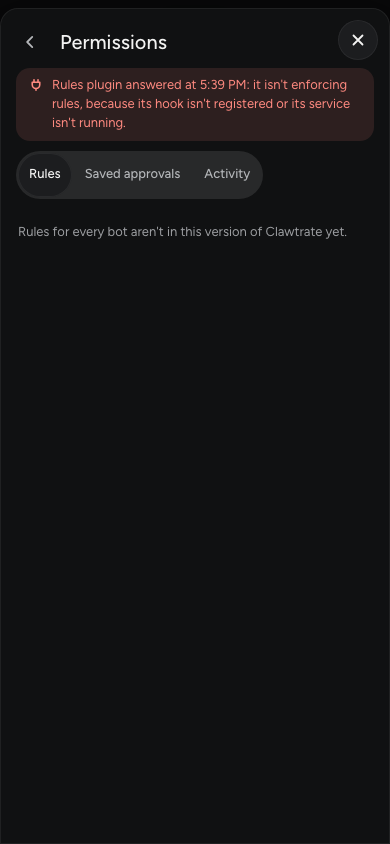 Permissions
Rules plugin answered at 5:39 PM: it isn't enforcing
rules, because its hook isn't registered or its service
isn't running.
Rules
Saved approvals
Activity
Rules for every bot aren't in this version of Clawtrate yet.